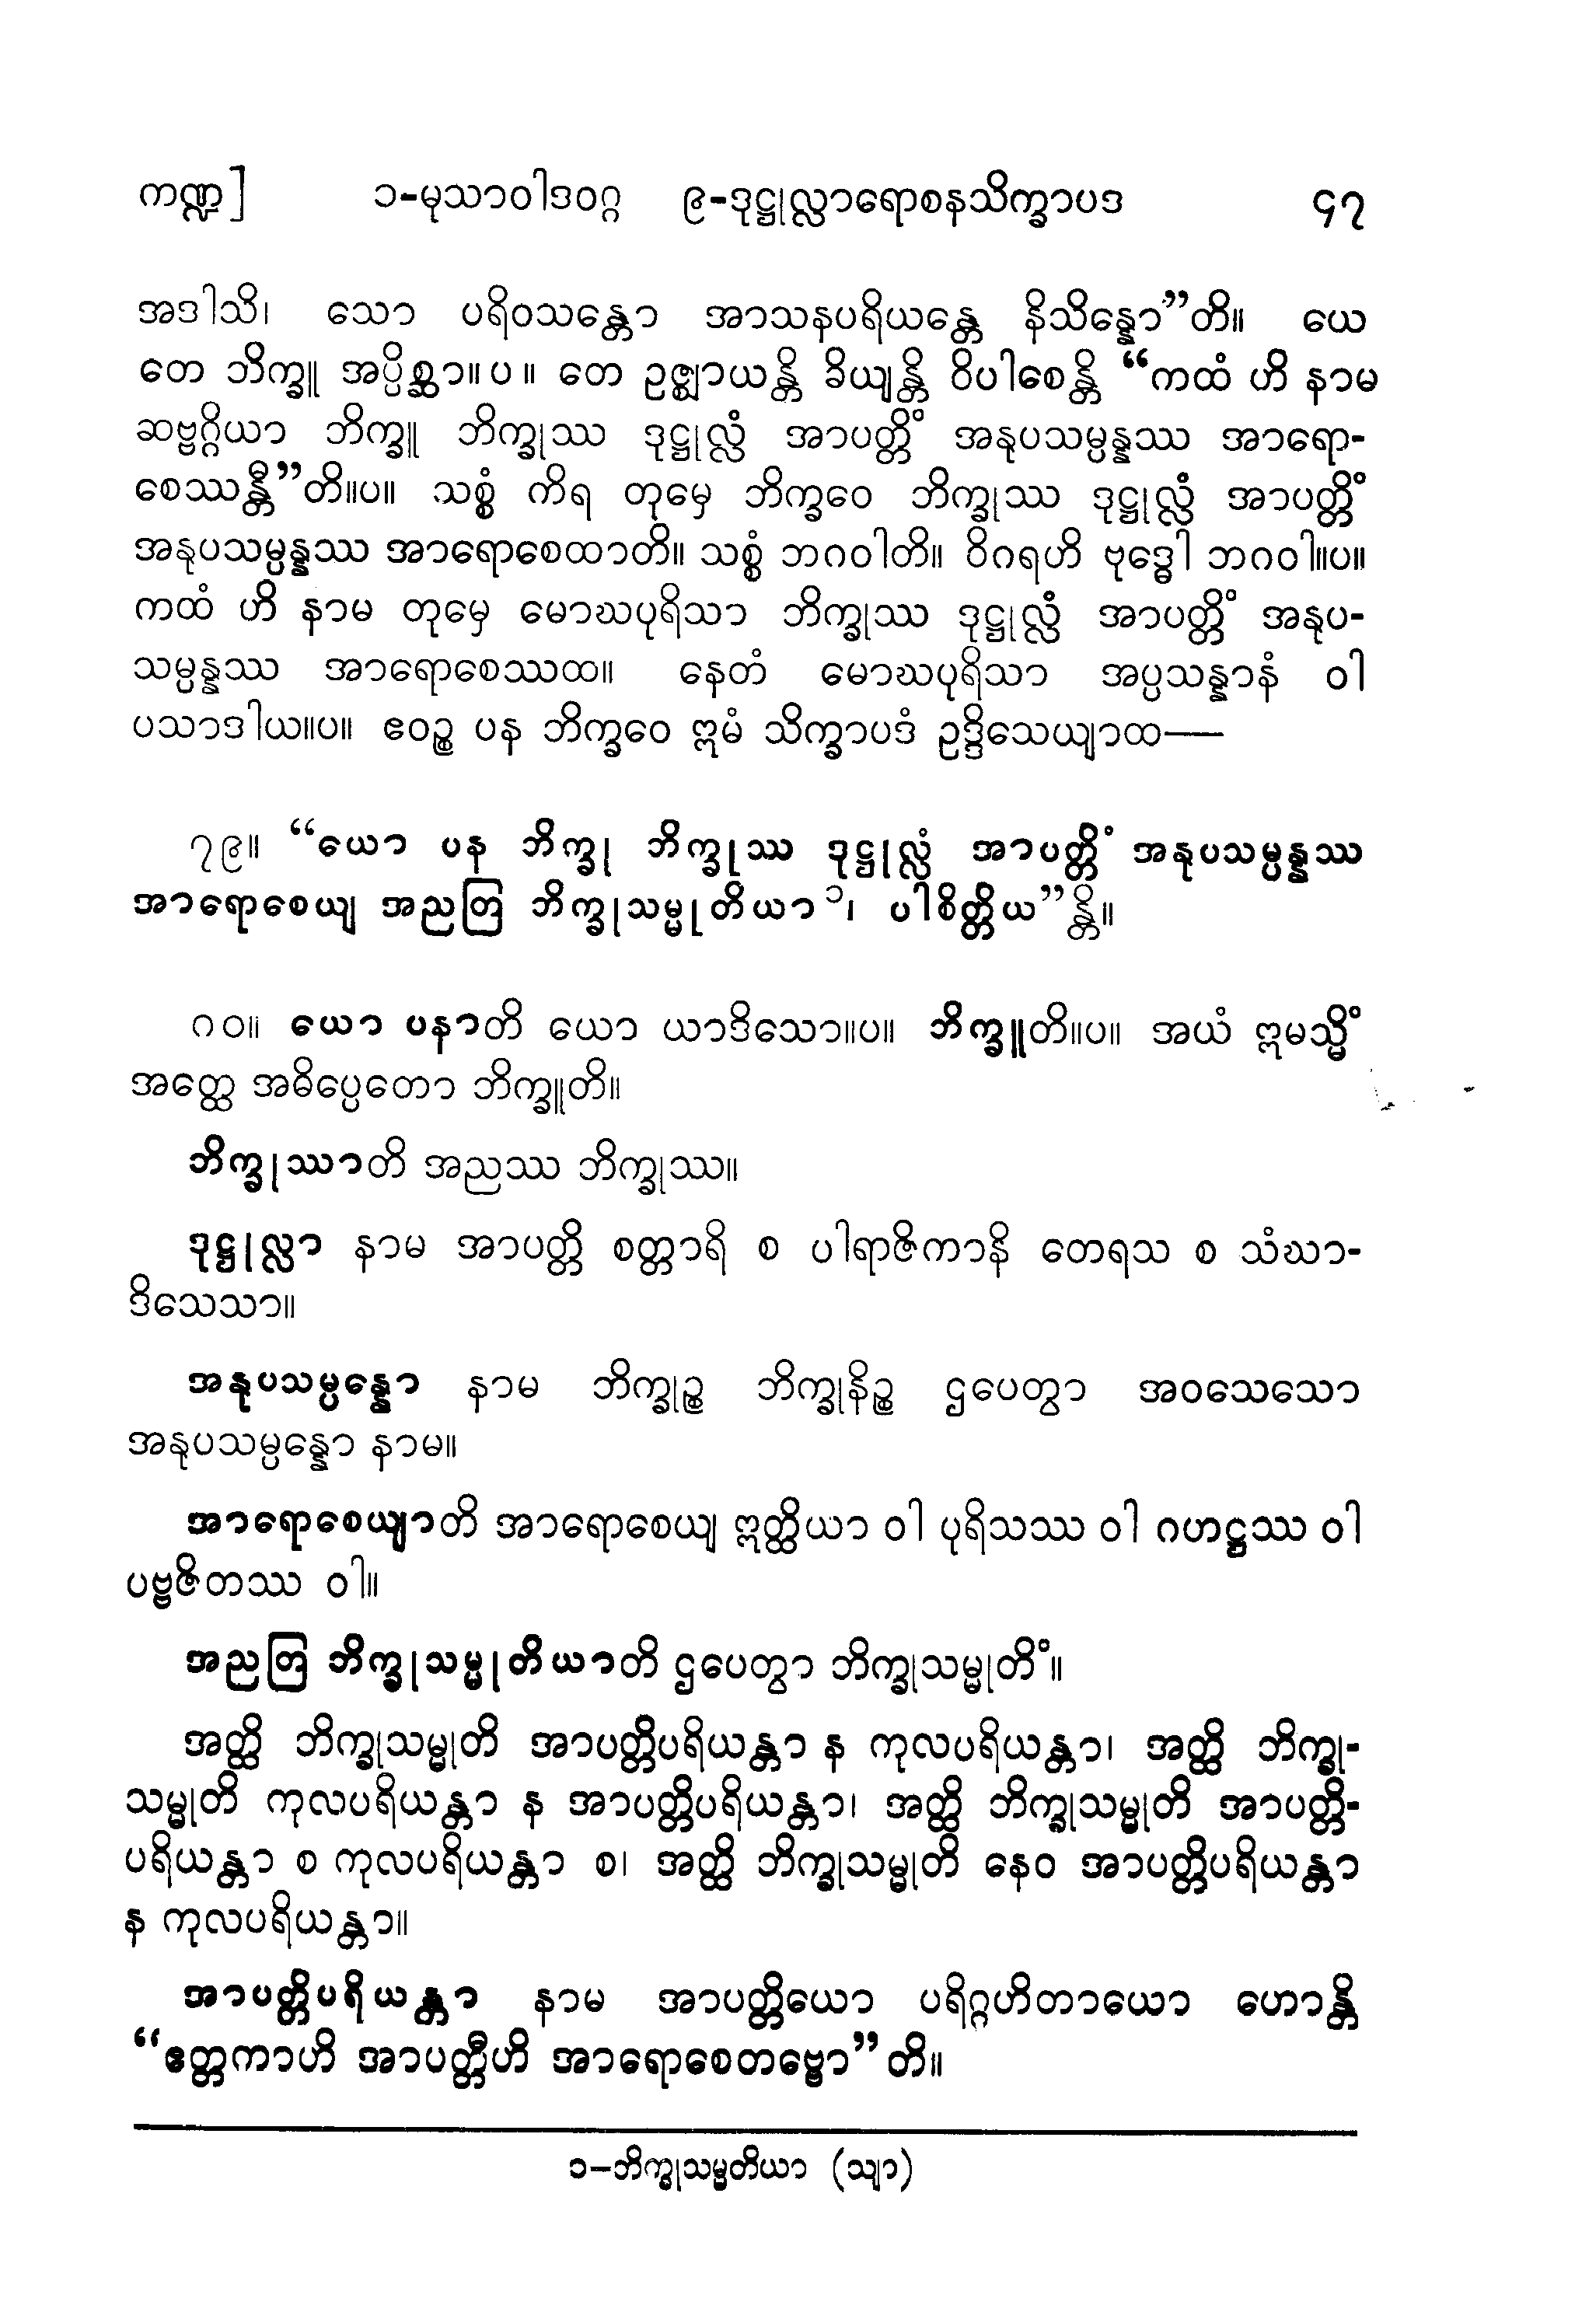 ကဏ္ဍ] ၁-မုသာဝါဒဝဂ္ဂ ၉-ဒုဋ္ဌုလ္လာရောစနသိက္ခာပဒ ၄၇
အဒါသိ၊ သော ပရိဝသန္တော အာသနပရိယန္တေ နိသိန္နော”တိ။ ယေ
တေ ဘိက္ခူ အပ္ပိစ္ဆာ။ပ။ တေ ဥဇ္ဈာယန္တိ ခိယျန္တိ ဝိပါစေန္တိ “ကထံ ဟိ နာမ
ဆဗ္ဗဂ္ဂိယာ ဘိက္ခူ ဘိက္ခုဿ ဒုဋ္ဌုလ္လံ အာပတ္တိံ အနုပသမ္ပန္နဿ အာရော-
စေဿန္တီ”တိ။ပ။ သစ္စံ ကိရ တုမှေ ဘိက္ခဝေ ဘိက္ခုဿ ဒုဋ္ဌုလ္လံ အာပတ္တိံ
အနုပသမ္ပန္နဿ အာရောစေထာတိ။ သစ္စံ ဘဂဝါတိ။ ဝိဂရဟိ ဗုဒ္ဓေါ ဘဂဝါ။ပ။
ကထံ ဟိ နာမ တုမှေ မောဃပုရိသာ ဘိက္ခုဿ ဒုဋ္ဌုလ္လံ အာပတ္တိံ အနုပ-
သမ္ပန္နဿ အာရောစေဿထ။ နေတံ မောဃပုရိသာ အပ္ပသန္နာနံ ဝါ
ပသာဒါယ။ပ။ ဧဝဉ္စ ပန ဘိက္ခဝေ ဣမံ သိက္ခာပဒံ ဥဒ္ဒိသေယျာထ—
၇၉။ “ယော ပန ဘိက္ခု ဘိက္ခုဿ ဒုဋ္ဌုလ္လံ အာပတ္တိံ အနုပသမ္ပန္နဿ
အာရောစေယျ အညတြ ဘိက္ခုသမ္မုတိယာ၁၊ ပါစိတ္တိယ”န္တိ။
၈၀။ ယော ပနာတိ ယော ယာဒိသော။ပ။ ဘိက္ခူတိ။ပ။ အယံ ဣမသ္မိံ
အတ္ထေ အဓိပ္ပေတော ဘိက္ခူတိ။
ဘိက္ခုဿာတိ အညဿ ဘိက္ခုဿ။
ဒုဋ္ဌုလ္လာ နာမ အာပတ္တိ စတ္တာရိ စ ပါရာဇိကာနိ တေရသ စ သံဃာ-
ဒိသေသာ။
အနုပသမ္ပန္နော နာမ ဘိက္ခုဉ္စ ဘိက္ခုနိဉ္စ ဌပေတွာ အဝသေသော
အနုပသမ္ပန္နော နာမ။
အာရောစေယျာတိ အာရောစေယျ ဣတ္ထိယာ ဝါ ပုရိသဿ ဝါ ဂဟဋ္ဌဿ ဝါ
ပဗ္ဗဇိတဿ ဝါ။
အညတြ ဘိက္ခုသမ္မုတိယာတိ ဌပေတွာ ဘိက္ခုသမ္မုတိံ။
အတ္ထိ ဘိက္ခုသမ္မုတိ အာပတ္တိပရိယန္တာ န ကုလပရိယန္တာ၊ အတ္ထိ ဘိက္ခု-
သမ္မုတိ ကုလပရိယန္တာ န အာပတ္တိပရိယန္တာ၊ အတ္ထိ ဘိက္ခုသမ္မုတိ အာပတ္တိ-
ပရိယန္တာ စ ကုလပရိယန္တာ စ၊ အတ္ထိ ဘိက္ခုသမ္မုတိ နေဝ အာပတ္တိပရိယန္တာ
န ကုလပရိယန္တာ။
အာပတ္တိပရိယန္တာ နာမ အာပတ္တိယော ပရိဂ္ဂဟိတာယော ဟောန္တိ
“ဧတ္တကာဟိ အာပတ္တီဟိ အာရောစေတဗ္ဗော”တိ။
၁–ဘိက္ခုသမ္မတိယာ (သျာ)